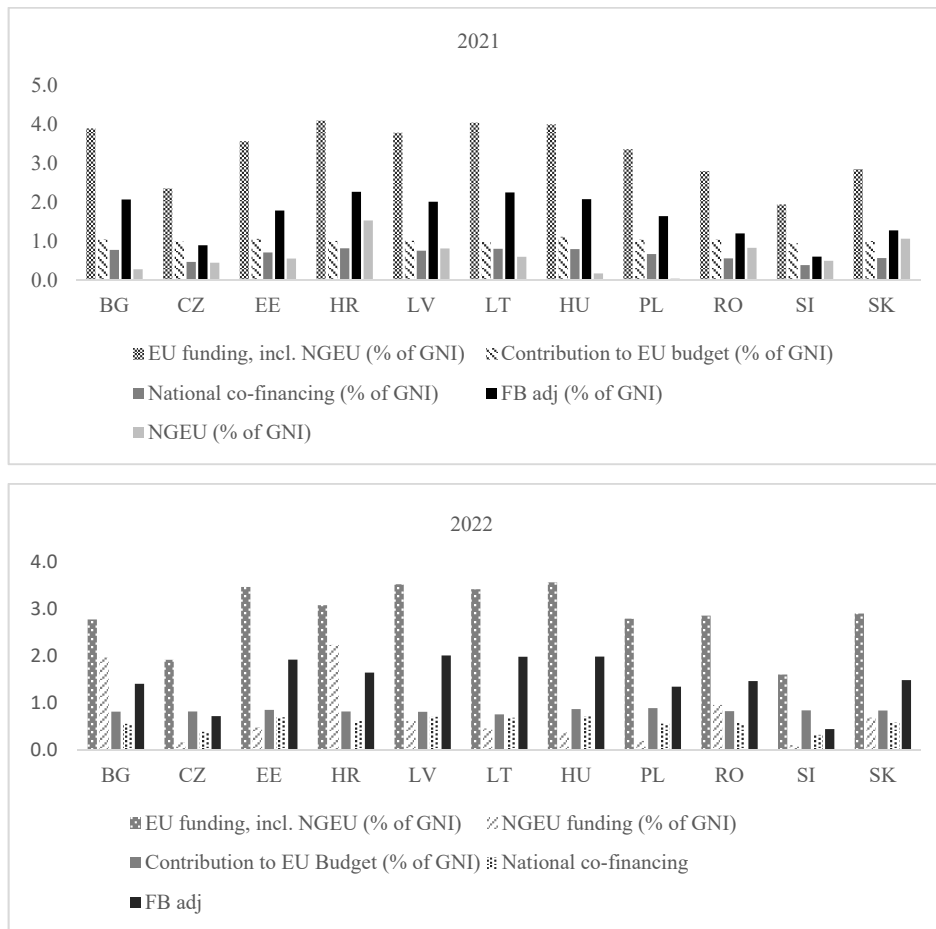 2021
5.0
4.0
3.0
2.0
1.0
0.0
BG CZ EE HR LV LT HU PL RO SI SK
EU funding, incl. NGEU (% of GNI) Contribution to EU budget (% of GNI)
National co-financing (% of GNI) FB adj (% of GNI)
NGEU (% of GNI)
2022
4.0
3.0
2.0
1.0
0.0
BG CZ EE HR LV LT HU PL RO SI SK
EU funding, incl. NGEU (% of GNI) NGEU funding (% of GNI)
Contribution to EU Budget (% of GNI) National co-financing
FB adj